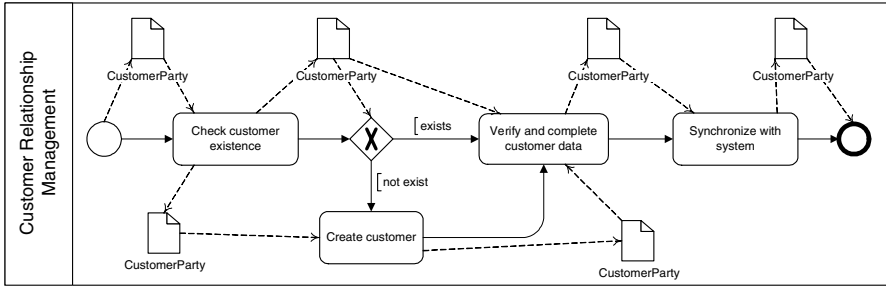 Customer Relationship
Management
CustomerParty
CustomerParty
CustomerParty
CustomerParty
Check customer
existence
X
[exists
Verify and complete
customer data
Synchronize with
system
[not exist
Create customer
CustomerParty
CustomerParty